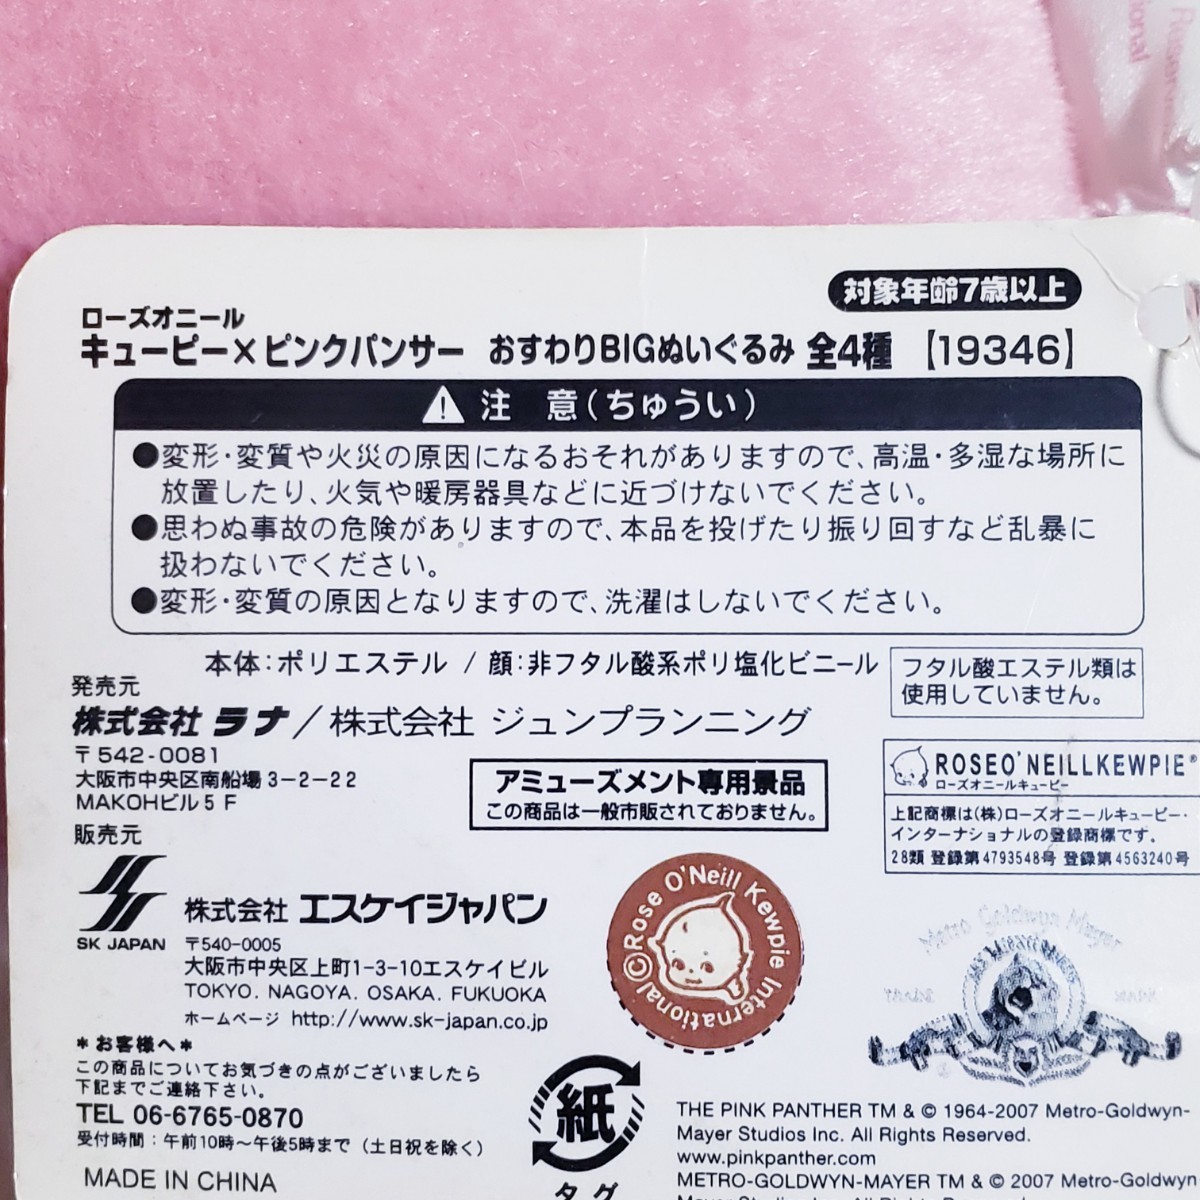 対象年齢7歳以上
ローズオニール
キューピー×ピンクパンサー おすわりBIGぬいぐるみ 全4種 【19346】
注 意(ちゅうい)
●変形・変質や火災の原因になるおそれがありますので、高温・多湿な場所に
放置したり、火気や暖房器具などに近づけないでください。
●思わぬ事故の危険がありますので、本品を投げたり振り回すなど乱暴に
扱わないでください。
●変形・変質の原因となりますので、洗濯はしないでください。
本体:ポリエステル / 顔:非フタル酸系ポリ塩化ビニール
フタル酸エステル類は
使用していません。
発売元
株式会社 ラナ/株式会社 ジュンプランニング
〒542-0081
大阪市中央区南船場3-2-22
MAKOHビル5F
アミューズメント専用景品
この商品は一般市販されておりません。
ROSEO'NEILLKEWPIE®
ローズオニールキューピー
上記商標は(株)ローズオニールキューピー・
インターナショナルの登録商標です。
28類 登録第4793548号 登録第4563240号
販売元
SK JAPAN
株式会社 エスケイジャパン
〒540-0005
大阪市中央区上町1-3-10エスケイビル
TOKYO. NAGOYA. OSAKA. FUKUOKA
ホームページ http://www.sk-japan.co.jp
©Rose O'Neill Kewpie International
Metro Goldwyn Mayer
*お客様へ*
この商品についてお気づきの点がございましたら
下記までご連絡下さい。
TEL 06-6765-0870
受付時間:午前10時~午後5時まで(土日祝を除く)
MADE IN CHINA
紙
タグ
THE PINK PANTHER TM & © 1964-2007 Metro-Goldwyn-
Mayer Studios Inc. All Rights Reserved.
www.pinkpanther.com
METRO-GOLDWYN-MAYER TM & © 2007 Metro-Goldwyn
Mayer Studios Inc. All Rights Reserved.